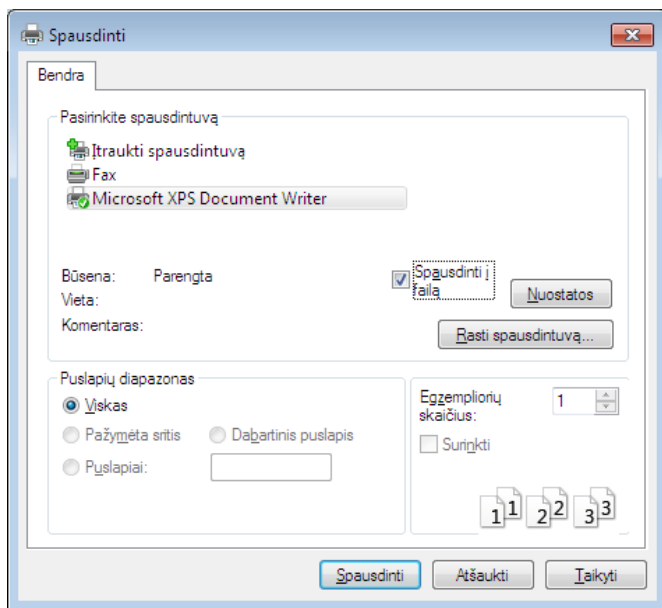 Spausdinti
Bendra
Pasirinkite spausdintuvą
Įtraukti spausdintuvą
Fax
Microsoft XPS Document Writer
Būsena: Parengta
Spausdinti į
failą
Nuostatos
Vieta:
Komentaras:
Rasti spausdintuvą...
Puslapių diapazonas
Viskas
Pažymėta sritis Dabartinis puslapis
Puslapiai:
Egzempliorių
skaičius:
1
Surinkti
1 1 2 2 3 3
Spausdinti Atšaukti Taikyti